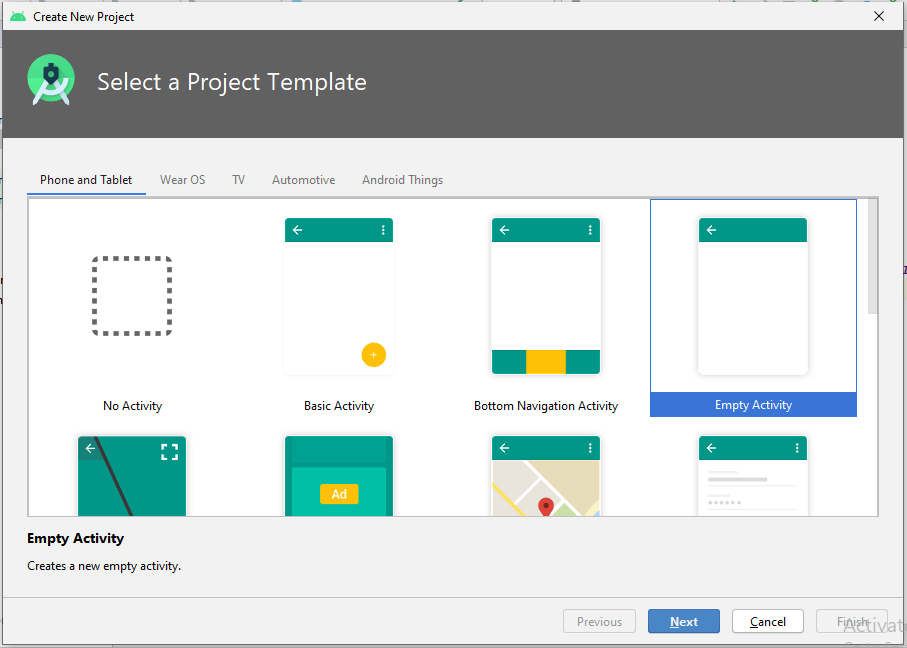 Create New Project
Select a Project Template
Phone and Tablet Wear OS TV Automotive Android Things
No Activity Basic Activity Bottom Navigation Activity Empty Activity
Ad
Empty Activity
Creates a new empty activity.
Previous Next Cancel Finish
Activat